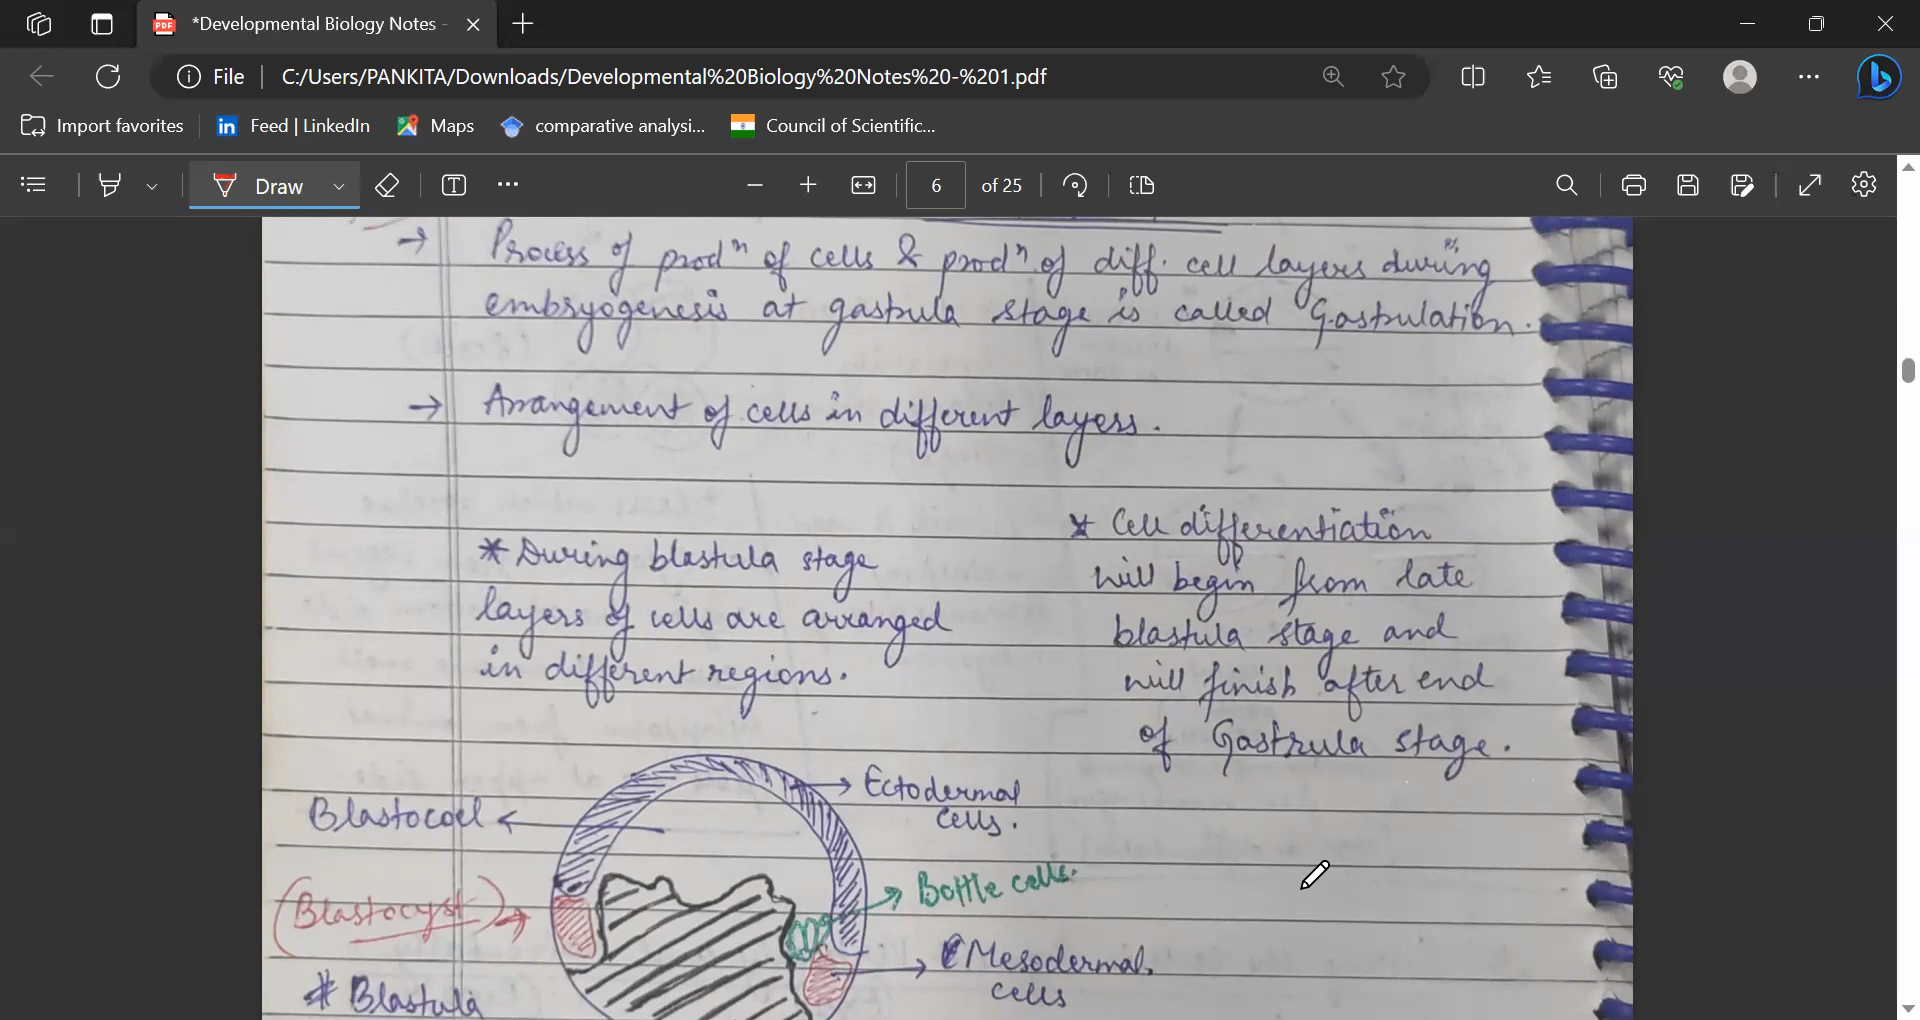 *Developmental Biology Notes -
File
C:/Users/PANKITA/Downloads/Developmental%20Biology%20Notes%20-%201.pdf
Import favorites
Feed | LinkedIn
Maps
comparative analysi...
Council of Scientific...
Draw
6 of 25
→ Process of prodⁿ of cells & prodⁿ of diff. cell layers during
embryogenesis at gastrula stage is called Gastrulation.
→ Arrangement of cells in different layers.
* During blastula stage
layers of cells are arranged
in different regions.
* Cell differentiation
will begin from late
blastula stage and
will finish after end
of Gastrula stage.
Blastocoel
Ectodermal
cells.
Bottle cells.
(Blastocyst)
Mesodermal
cells
# Blastula